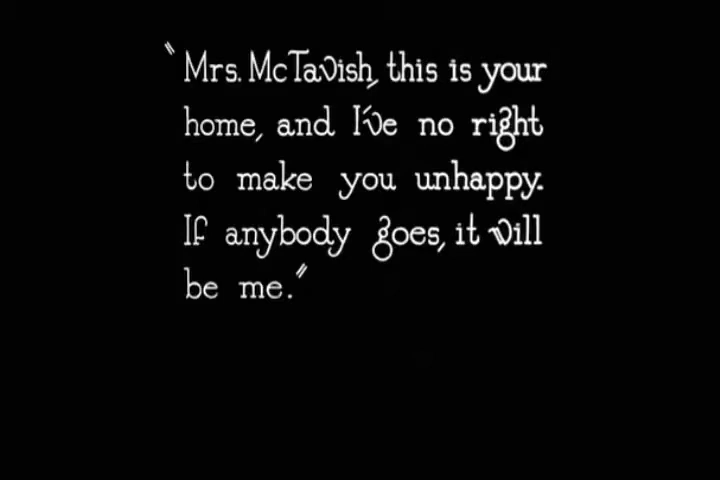 "Mrs. McTavish, this is your
home, and I've no right
to make you unhappy.
If anybody goes, it will
be me."